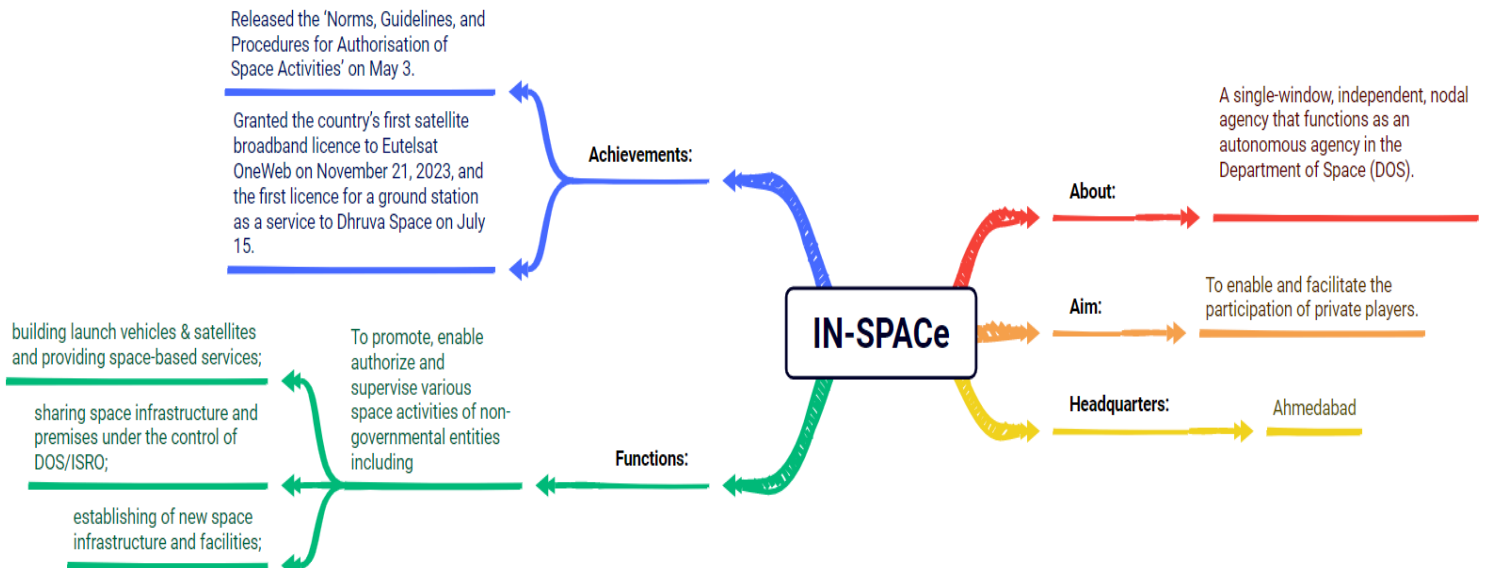 Released the ‘Norms, Guidelines, and
Procedures for Authorisation of
Space Activities’ on May 3.
Granted the country’s first satellite
broadband licence to Eutelsat
OneWeb on November 21, 2023, and
the first licence for a ground station
as a service to Dhruva Space on July
15.
Achievements:
building launch vehicles & satellites
and providing space-based services;
sharing space infrastructure and
premises under the control of
DOS/ISRO;
establishing of new space
infrastructure and facilities;
To promote, enable
authorize and
supervise various
space activities of non-
governmental entities
including
Functions:
IN-SPACe
About:
A single-window, independent, nodal
agency that functions as an
autonomous agency in the
Department of Space (DOS).
Aim:
To enable and facilitate the
participation of private players.
Headquarters:
Ahmedabad